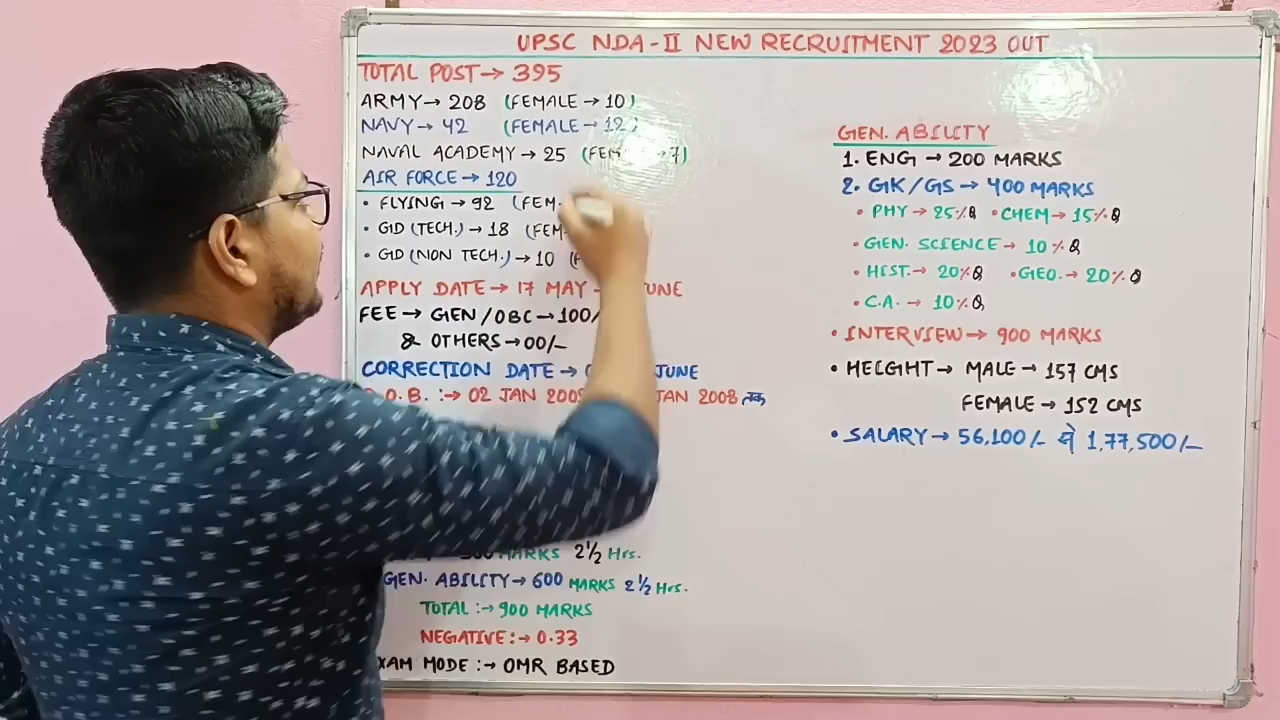 UPSC NDA-II NEW RECRUITMENT 2023 OUT
TOTAL POST→ 395
ARMY→ 208 (FEMALE → 10)
NAVY→ 42 (FEMALE → 12)
NAVAL ACADEMY → 25 (FEM → 7)
AIR FORCE → 120
• FLYING → 92 (FEM
• GD (TECH.) → 18 (FEM
• GD (NON TECH.) → 10 (F
APPLY DATE → 17 MAY - UNE
FEE → GEN/OBC → 100/
& OTHERS → 00/-
CORRECTION DATE → JUNE
O.B. :→ 02 JAN JAN 2008 तक
MARKS 2½ Hrs.
GEN. ABILITY → 600 MARKS 2½ Hrs.
TOTAL :→ 900 MARKS
NEGATIVE :→ 0.33
XAM MODE :→ OMR BASED
GEN. ABILITY
1. ENG → 200 MARKS
2. GK/GS → 400 MARKS
• PHY → 25% Q • CHEM → 15% Q
• GEN. SCIENCE → 10% Q
• HIST. → 20% Q • GEO. → 20% Q
• C.A. → 10% Q
• INTERVIEW → 900 MARKS
• HEIGHT → MALE → 157 CMS
FEMALE → 152 CMS
• SALARY → 56,100/- से 1,77,500/-